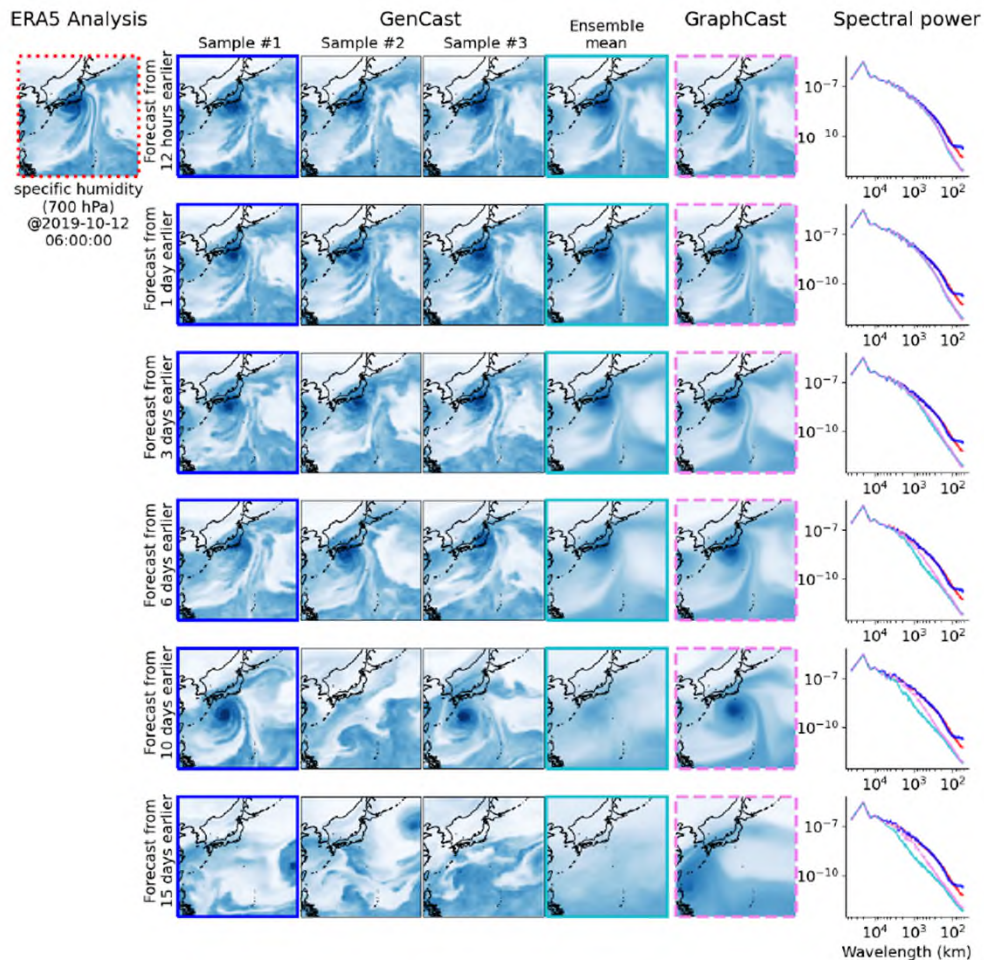 ERA5 Analysis
GenCast
GraphCast
Spectral power
Sample #1
Sample #2
Sample #3
Ensemble
mean
specific humidity
(700 hPa)
@2019-10-12
06:00:00
Forecast from
12 hours earlier
10⁻⁷
10 10
Forecast from
1 day earlier
10⁻⁷
10⁻¹⁰
10⁴ 10³ 10²
Forecast from
3 days earlier
10⁻⁷
10⁻¹⁰
10⁴ 10³ 10²
Forecast from
6 days earlier
10⁻⁷
10⁻¹⁰
10⁴ 10³ 10²
Forecast from
10 days earlier
10⁻⁷
10⁻¹⁰
10⁴ 10³ 10²
Forecast from
15 days earlier
10⁻⁷
10⁻¹⁰
10⁴ 10³ 10²
Wavelength (km)